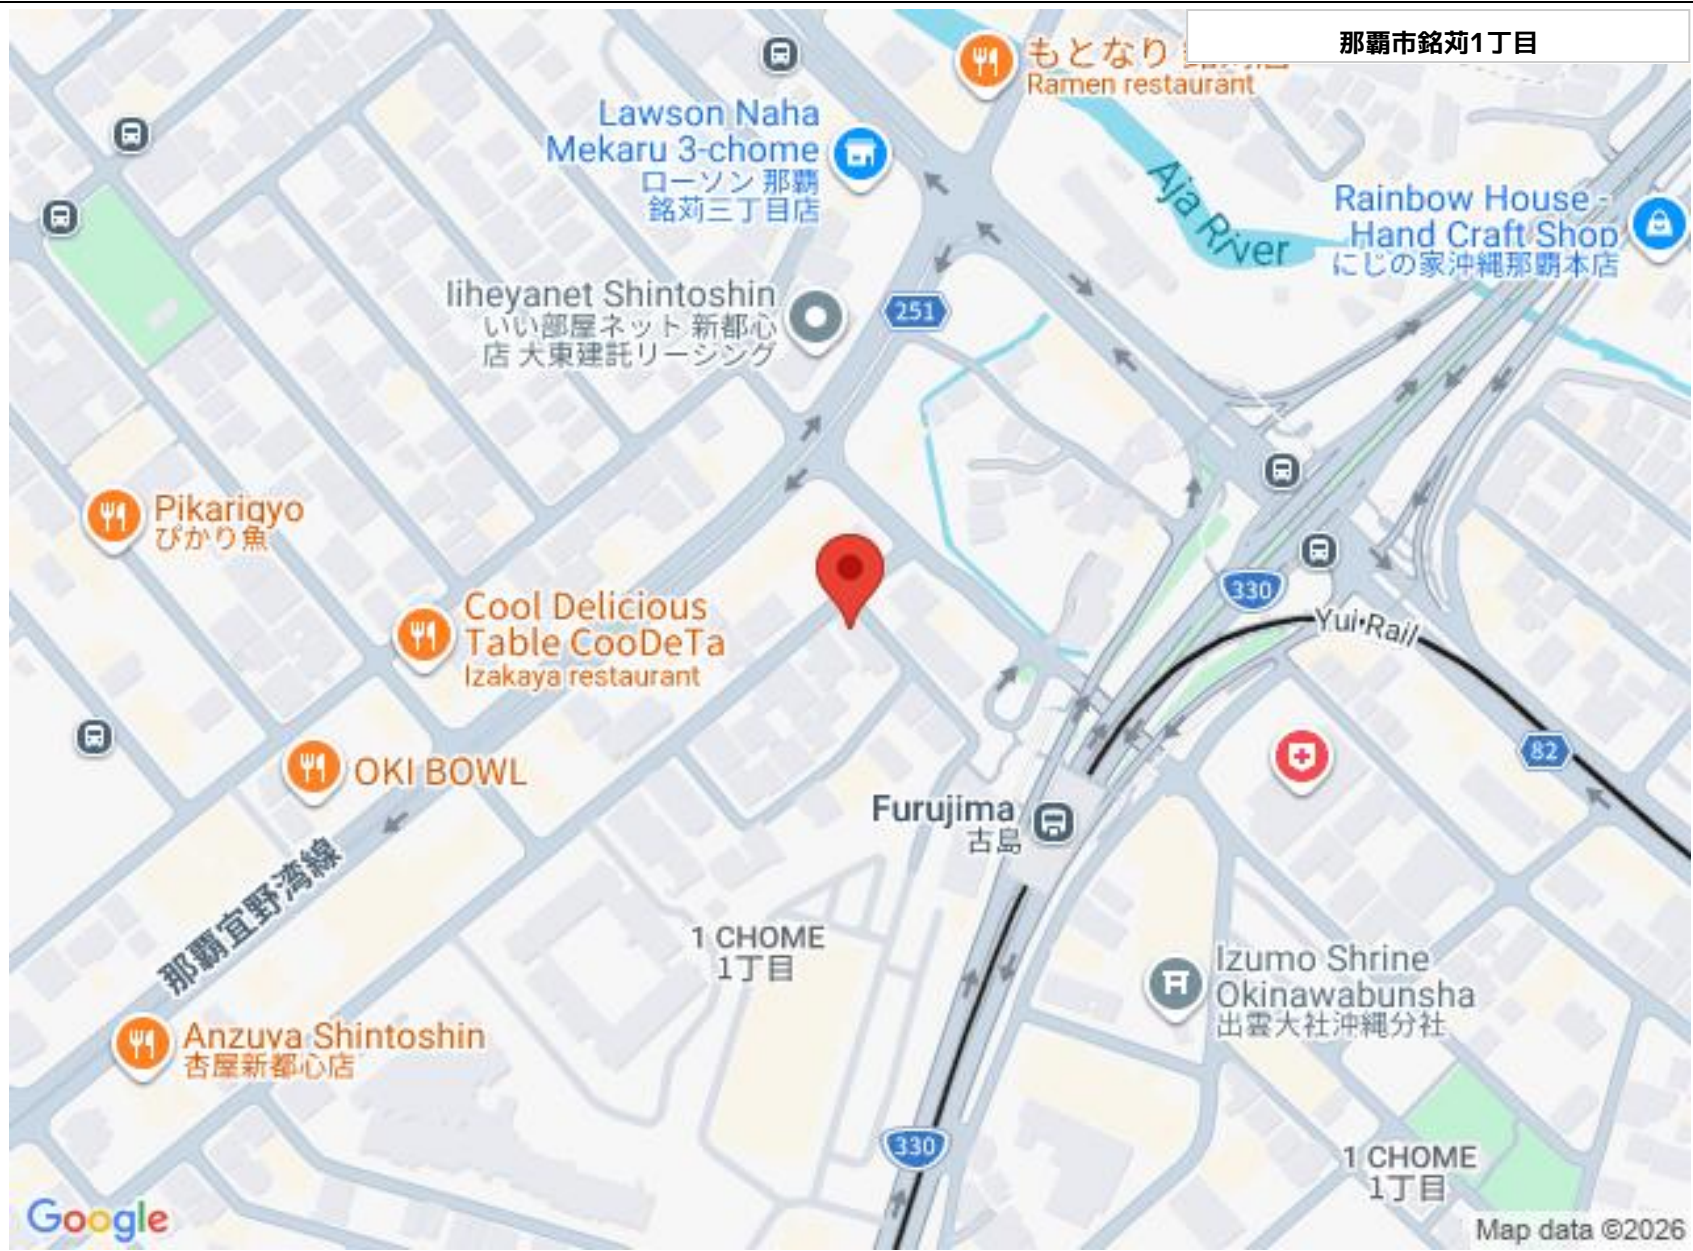 那覇市銘苅1丁目
もとなり
Ramen restaurant
Lawson Naha
Mekaru 3-chome
ローソン 那覇
銘苅三丁目店
Aja River
Rainbow House -
Hand Craft Shop
にじの家沖縄那覇本店
Iiheyanet Shintoshin
いい部屋ネット 新都心
店 大東建託リーシング
251
Pikarigyo
ぴかり魚
Cool Delicious
Table CooDeTa
Izakaya restaurant
330
Yui Rail
OKI BOWL
82
Furujima
古島
那覇宜野湾線
1 CHOME
1丁目
Izumo Shrine
Okinawabunsha
出雲大社沖縄分社
Anzuya Shintoshin
杏屋新都心店
330
1 CHOME
1丁目
Google
Map data ©2026